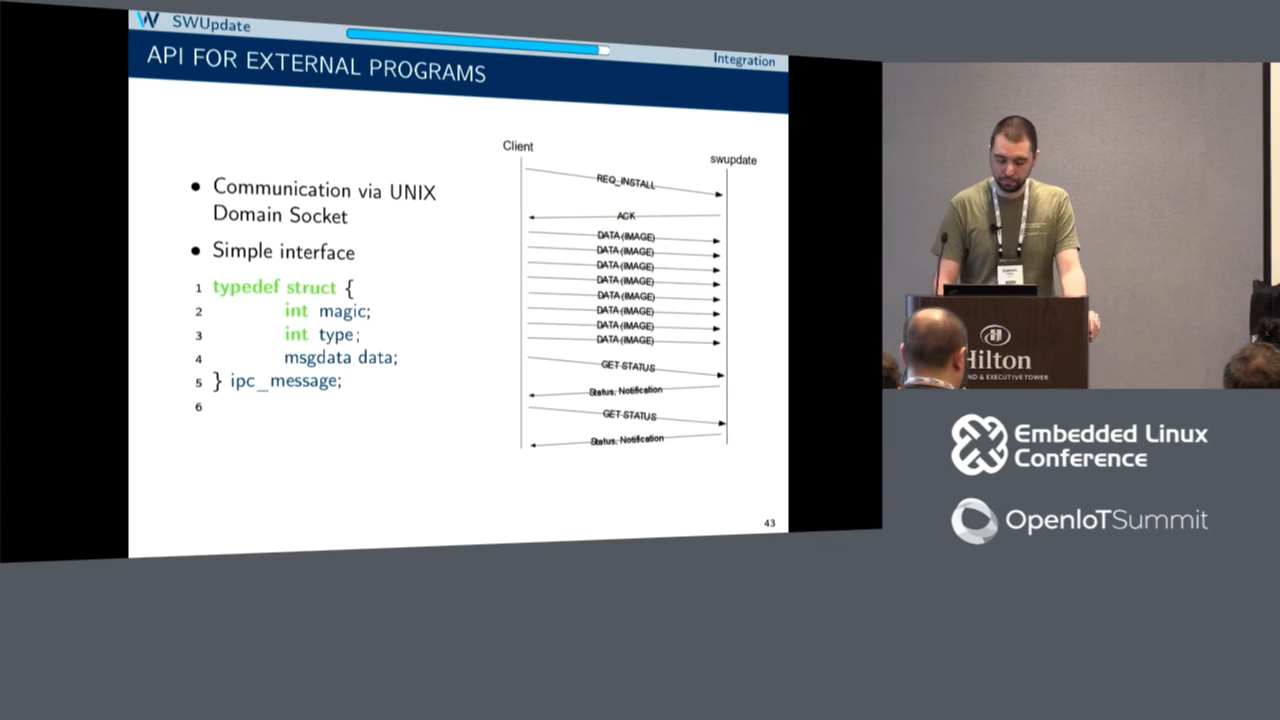 SWUpdate
Integration
API FOR EXTERNAL PROGRAMS
• Communication via UNIX
Domain Socket
• Simple interface
1 typedef struct {
2 int magic;
3 int type;
4 msgdata data;
5 } ipc_message;
6
Client
swupdate
REQ_INSTALL
ACK
DATA (IMAGE)
DATA (IMAGE)
DATA (IMAGE)
DATA (IMAGE)
DATA (IMAGE)
DATA (IMAGE)
DATA (IMAGE)
DATA (IMAGE)
GET STATUS
Status, Notification
GET STATUS
Status, Notification
43
Hilton
& EXECUTIVE TOWER
Embedded Linux
Conference
OpenIoTSummit